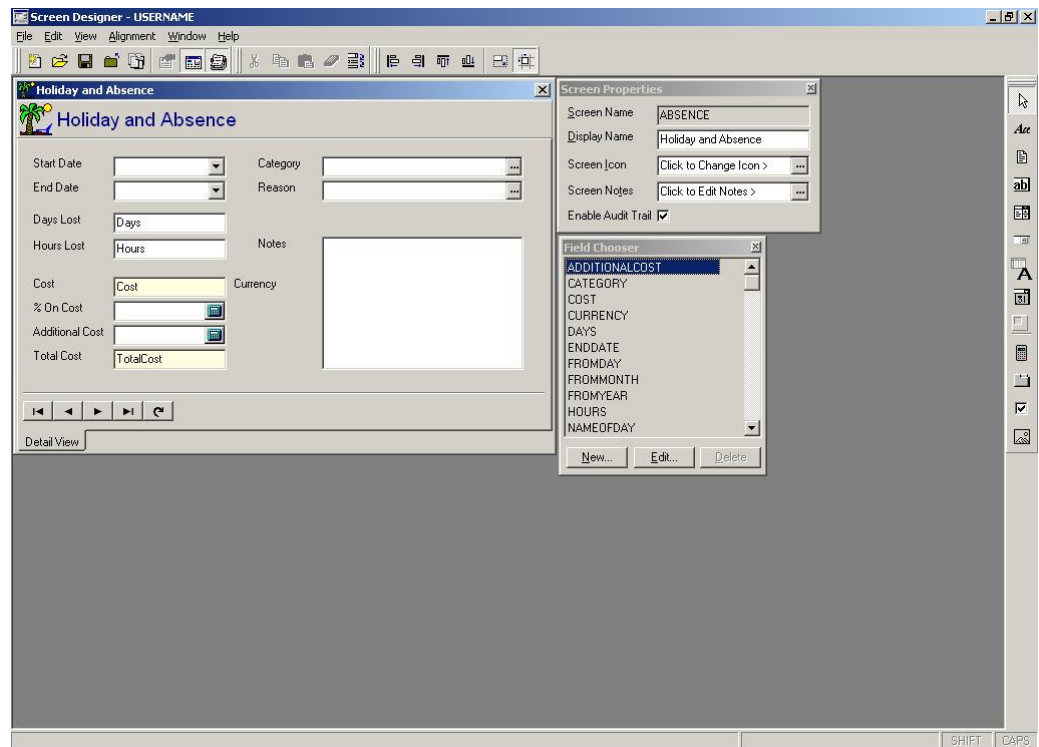 Screen Designer - USERNAME
File Edit View Alignment Window Help
Holiday and Absence
Holiday and Absence
Start Date
Category
End Date
Reason
Days Lost Days
Hours Lost Hours
Notes
Cost Cost
Currency
% On Cost
Additional Cost
Total Cost TotalCost
Detail View
Screen Properties
Screen Name ABSENCE
Display Name Holiday and Absence
Screen Icon Click to Change Icon >
Screen Notes Click to Edit Notes >
Enable Audit Trail
Field Chooser
ADDITIONALCOST
CATEGORY
COST
CURRENCY
DAYS
ENDDATE
FROMDAY
FROMMONTH
FROMYEAR
HOURS
NAMEOFDAY
New... Edit... Delete
Aa
ab
A
31
SHIFT CAPS